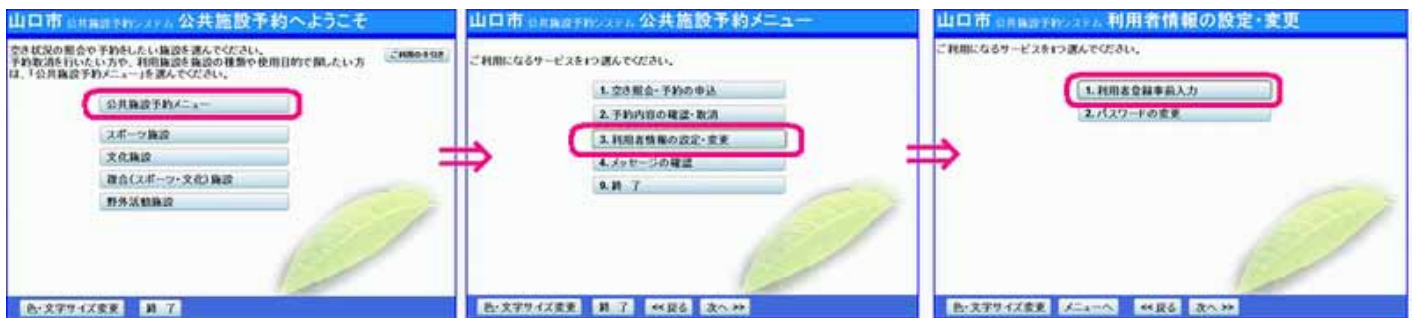 山口市 公共施設予約システム 公共施設予約へようこそ
空き状況の照会や予約をしたい施設を選んでください。
予約取消を行いたい方や、利用施設を施設の種類や使用目的で探したい方
は、「公共施設予約メニュー」を選んでください。
ご利用の手引き
公共施設予約メニュー
スポーツ施設
文化施設
複合(スポーツ・文化)施設
野外活動施設
色・文字サイズ変更 終 了
山口市 公共施設予約システム 公共施設予約メニュー
ご利用になるサービスを1つ選んでください。
1. 空き照会・予約の申込
2. 予約内容の確認・取消
3. 利用者情報の設定・変更
4. メッセージの確認
9. 終 了
色・文字サイズ変更 終 了 <<戻る 次へ >>
山口市 公共施設予約システム 利用者情報の設定・変更
ご利用になるサービスを1つ選んでください。
1. 利用者登録事前入力
2. パスワードの変更
色・文字サイズ変更 メニューへ <<戻る 次へ >>